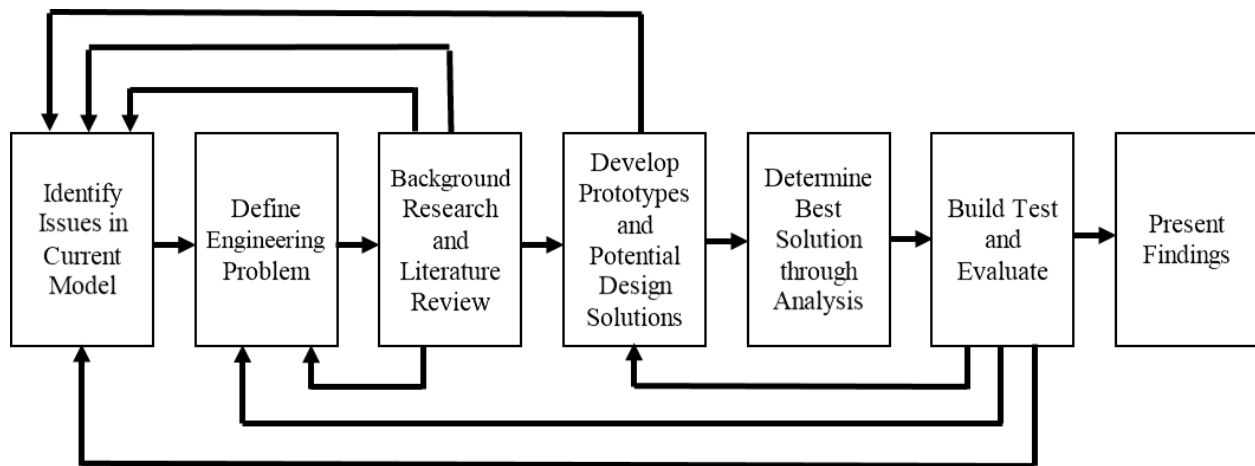 Identify
Issues in
Current
Model
Define
Engineering
Problem
Background
Research
and
Literature
Review
Develop
Prototypes
and
Potential
Design
Solutions
Determine
Best
Solution
through
Analysis
Build Test
and
Evaluate
Present
Findings